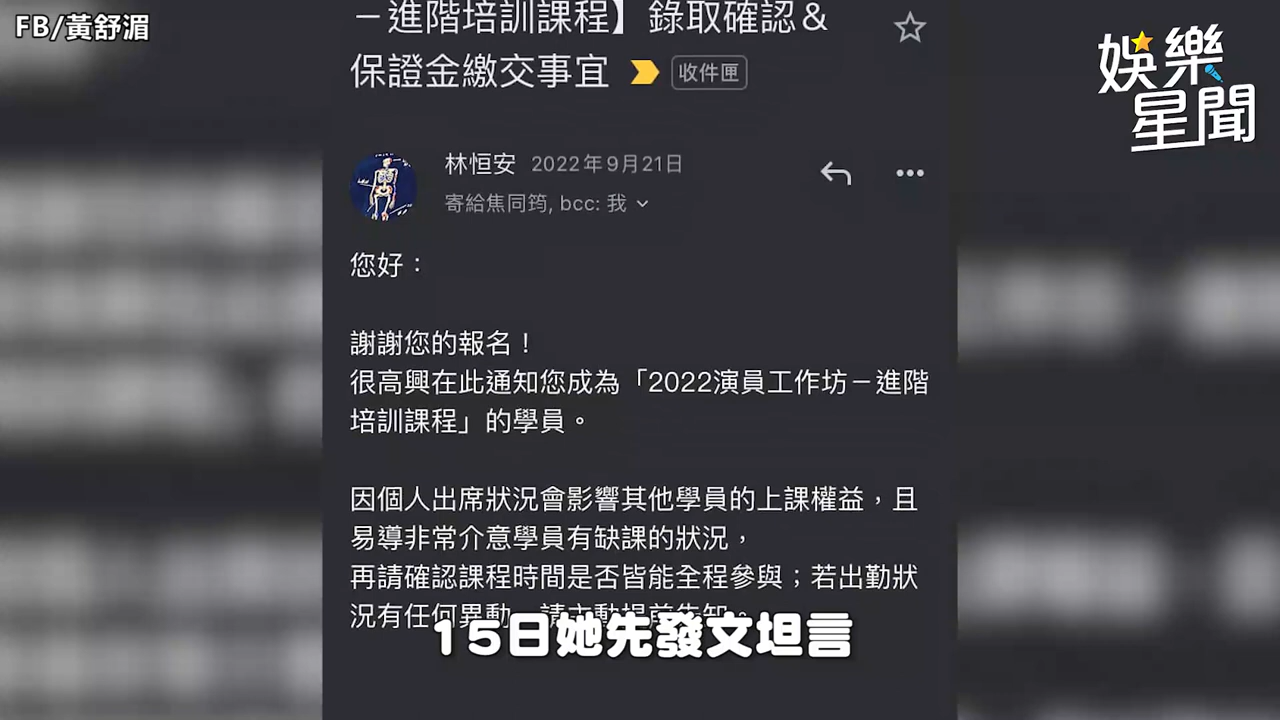 FB/黃舒湄
娛樂
星聞
－進階培訓課程】錄取確認＆
保證金繳交事宜
收件匣
林恒安 2022年9月21日
寄給焦同筠, bcc: 我
您好：
謝謝您的報名！
很高興在此通知您成為「2022演員工作坊－進階
培訓課程」的學員。
因個人出席狀況會影響其他學員的上課權益，且
易導非常介意學員有缺課的狀況，
再請確認課程時間是否皆能全程參與；若出勤狀
況有任何異動，請主動提前告知。
15日她先發文坦言